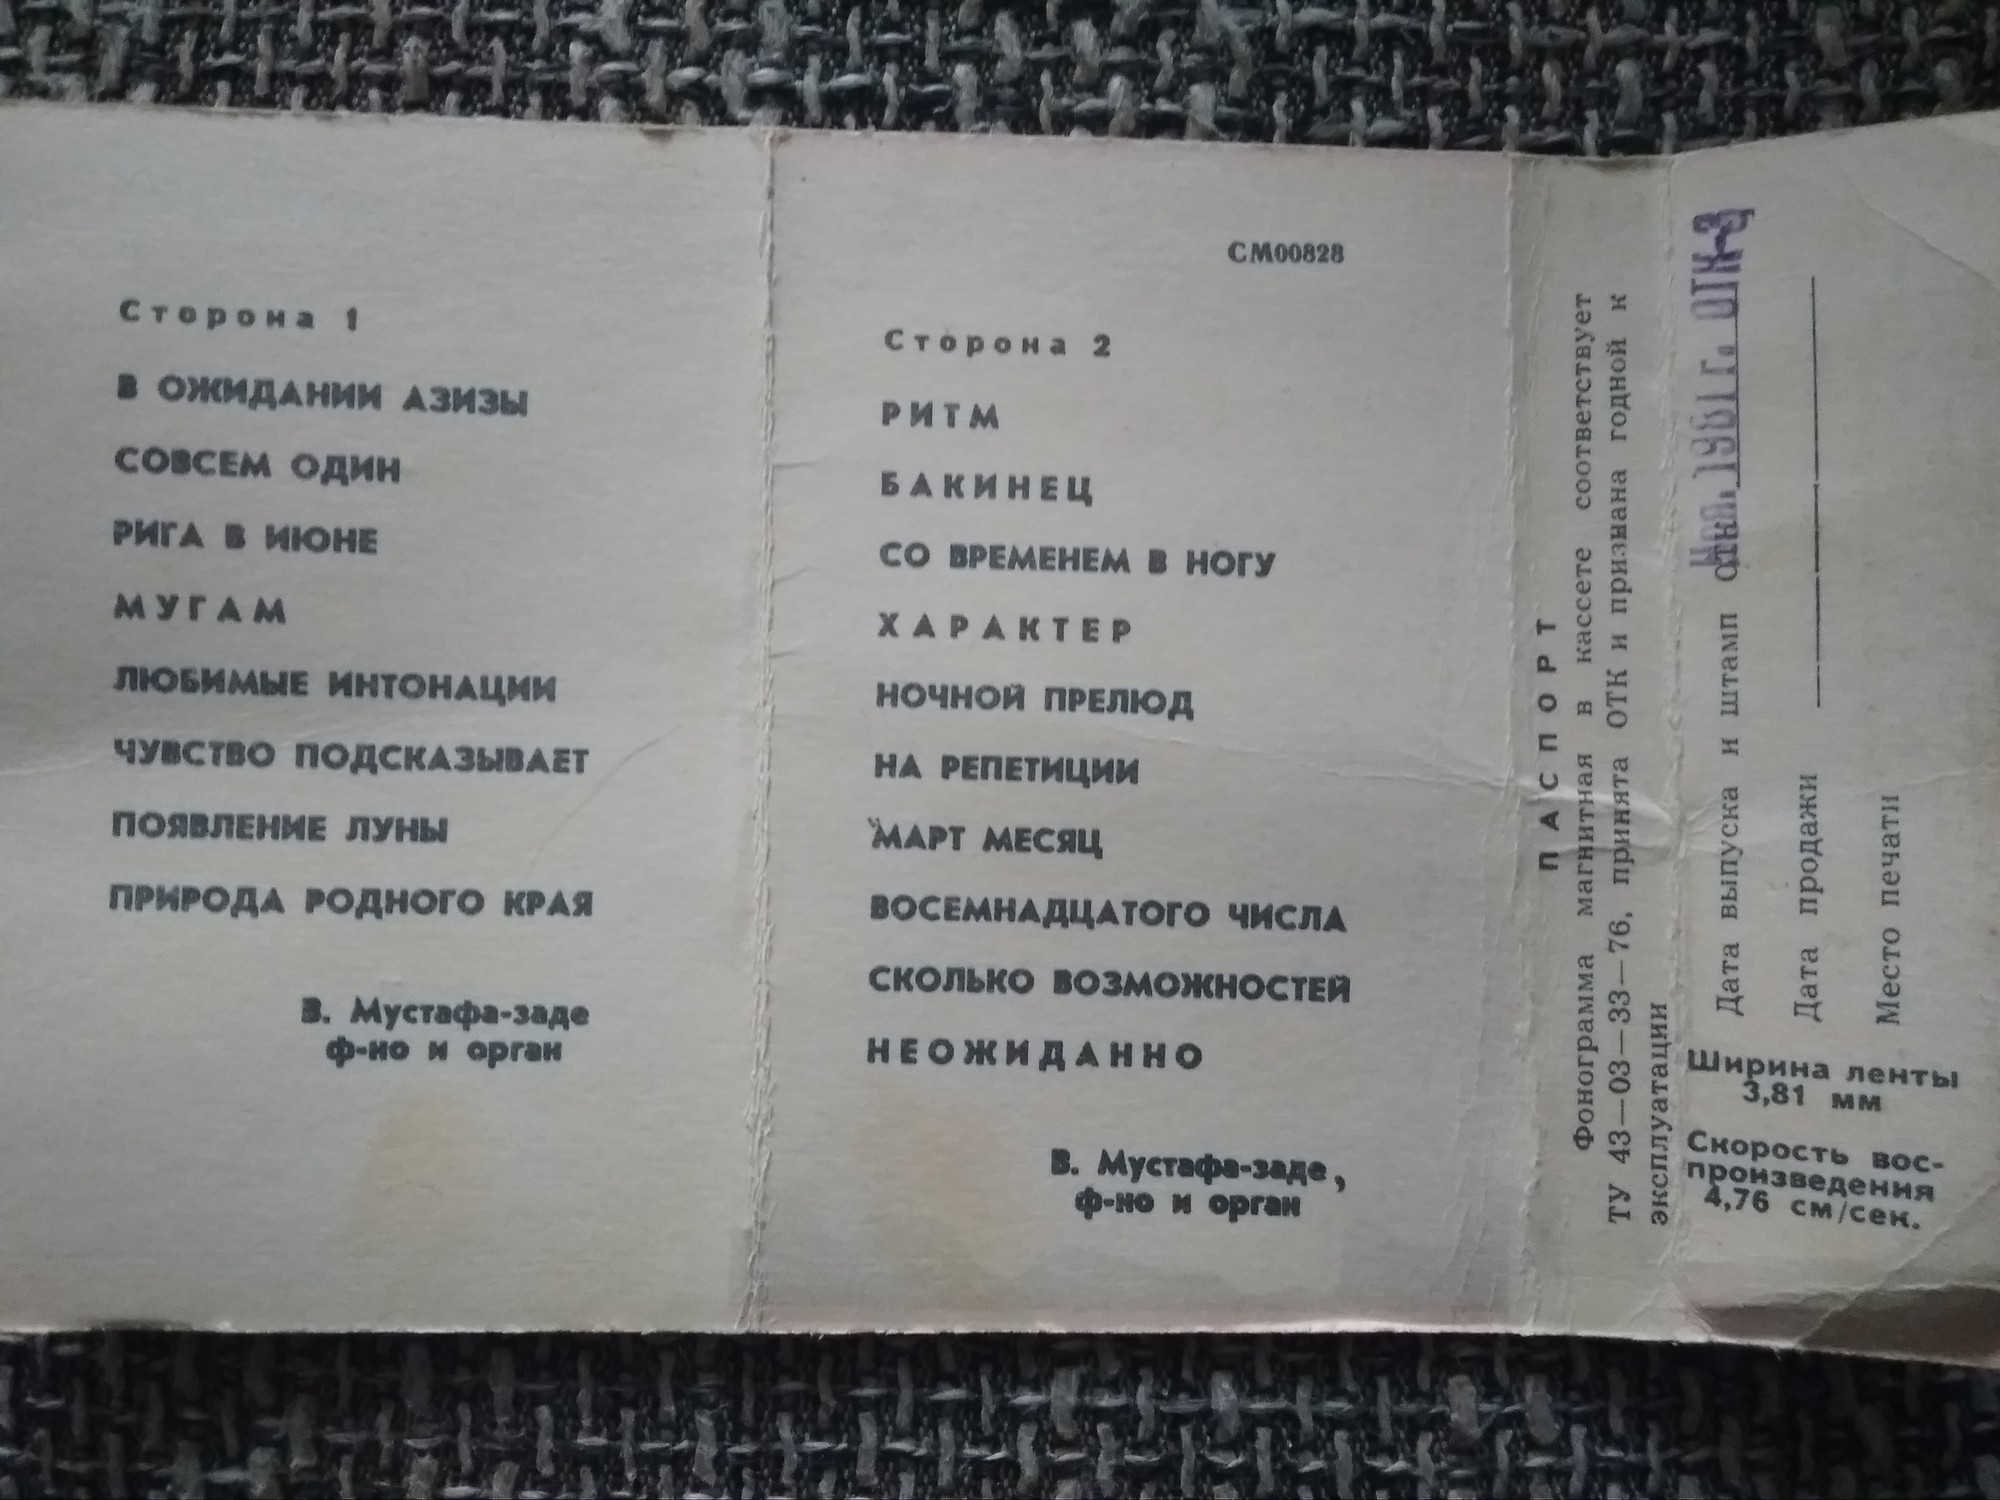 Сторона 1
В ОЖИДАНИИ АЗИЗЫ
СОВСЕМ ОДИН
РИГА В ИЮНЕ
МУГАМ
ЛЮБИМЫЕ ИНТОНАЦИИ
ЧУВСТВО ПОДСКАЗЫВАЕТ
ПОЯВЛЕНИЕ ЛУНЫ
ПРИРОДА РОДНОГО КРАЯ
В. Мустафа-заде
ф-но и орган
СМ00828
Сторона 2
РИТМ
БАКИНЕЦ
СО ВРЕМЕНЕМ В НОГУ
ХАРАКТЕР
НОЧНОЙ ПРЕЛЮД
НА РЕПЕТИЦИИ
МАРТ МЕСЯЦ
ВОСЕМНАДЦАТОГО ЧИСЛА
СКОЛЬКО ВОЗМОЖНОСТЕЙ
НЕОЖИДАННО
В. Мустафа-заде,
ф-но и орган
ПАСПОРТ
Фонограмма магнитная в кассете соответствует
ТУ 43—03—33—76, принята ОТК и признана годной к
эксплуатации
Дата выпуска и штамп ОТК
1981 г. ОТК-3
Дата продажи
Место печати
Ширина ленты
3,81 мм
Скорость вос-
произведения
4,76 см/сек.